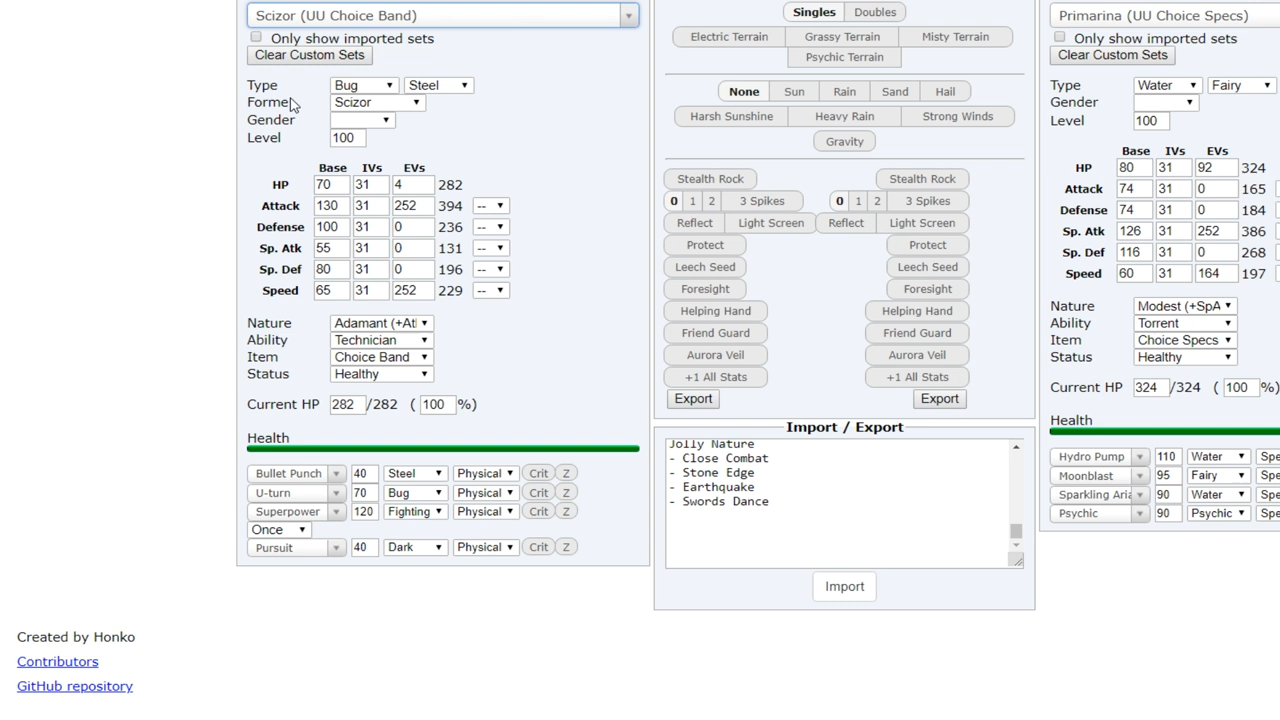 Scizor (UU Choice Band)
Only show imported sets
Clear Custom Sets
Type Bug Steel
Forme Scizor
Gender
Level 100
Base IVs EVs
HP 70 31 4 282
Attack 130 31 252 394 --
Defense 100 31 0 236 --
Sp. Atk 55 31 0 131 --
Sp. Def 80 31 0 196 --
Speed 65 31 252 229 --
Nature Adamant (+At
Ability Technician
Item Choice Band
Status Healthy
Current HP 282 /282 ( 100 %)
Health
Bullet Punch 40 Steel Physical Crit Z
U-turn 70 Bug Physical Crit Z
Superpower 120 Fighting Physical Crit Z
Once
Pursuit 40 Dark Physical Crit Z
Singles Doubles
Electric Terrain Grassy Terrain Misty Terrain
Psychic Terrain
None Sun Rain Sand Hail
Harsh Sunshine Heavy Rain Strong Winds
Gravity
Stealth Rock Stealth Rock
0 1 2 3 Spikes 0 1 2 3 Spikes
Reflect Light Screen Reflect Light Screen
Protect Protect
Leech Seed Leech Seed
Foresight Foresight
Helping Hand Helping Hand
Friend Guard Friend Guard
Aurora Veil Aurora Veil
+1 All Stats +1 All Stats
Export Export
Import / Export
Jolly Nature
- Close Combat
- Stone Edge
- Earthquake
- Swords Dance
Import
Primarina (UU Choice Specs)
Only show imported sets
Clear Custom Sets
Type Water Fairy
Gender
Level 100
Base IVs EVs
HP 80 31 92 324
Attack 74 31 0 165
Defense 74 31 0 184
Sp. Atk 126 31 252 386
Sp. Def 116 31 0 268
Speed 60 31 164 197
Nature Modest (+SpA
Ability Torrent
Item Choice Specs
Status Healthy
Current HP 324 /324 ( 100 %)
Health
Hydro Pump 110 Water Spe
Moonblast 95 Fairy Spe
Sparkling Aria 90 Water Spe
Psychic 90 Psychic Spe
Created by Honko
Contributors
GitHub repository